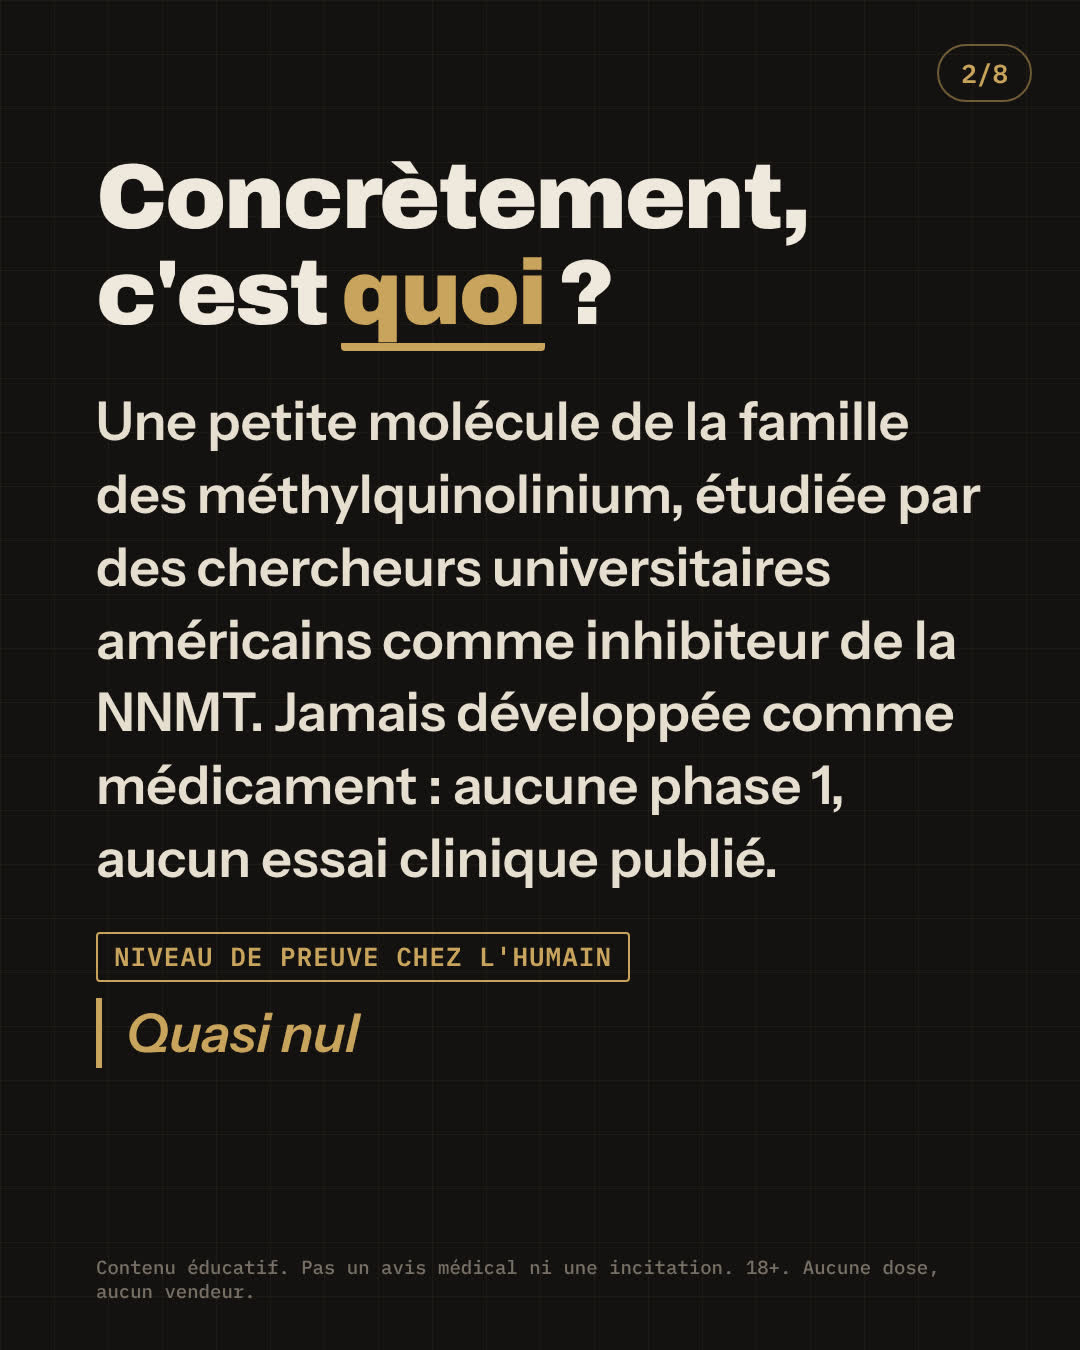 2/8
Concrètement,
c'est quoi ?
Une petite molécule de la famille
des méthylquinolinium, étudiée par
des chercheurs universitaires
américains comme inhibiteur de la
NNMT. Jamais développée comme
médicament : aucune phase 1,
aucun essai clinique publié.
NIVEAU DE PREUVE CHEZ L'HUMAIN
Quasi nul
Contenu éducatif. Pas un avis médical ni une incitation. 18+. Aucune dose,
aucun vendeur.